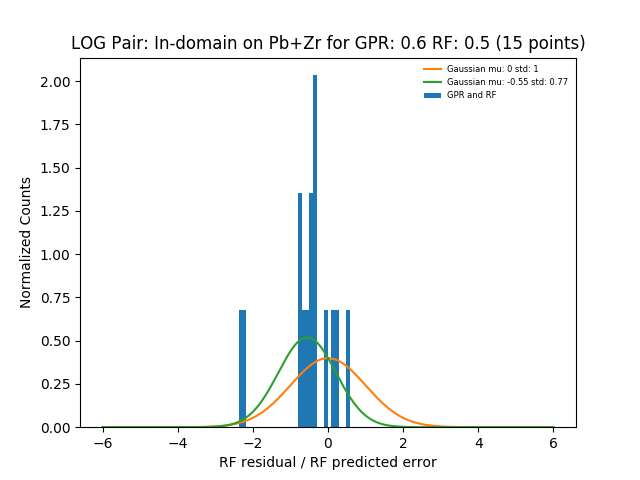 LOG Pair: In-domain on Pb+Zr for GPR: 0.6 RF: 0.5 (15 points)
Gaussian mu: 0 std: 1
Gaussian mu: -0.55 std: 0.77
GPR and RF
Normalized Counts
2.00
1.75
1.50
1.25
1.00
0.75
0.50
0.25
0.00
−6
−4
−2
0
2
4
6
RF residual / RF predicted error